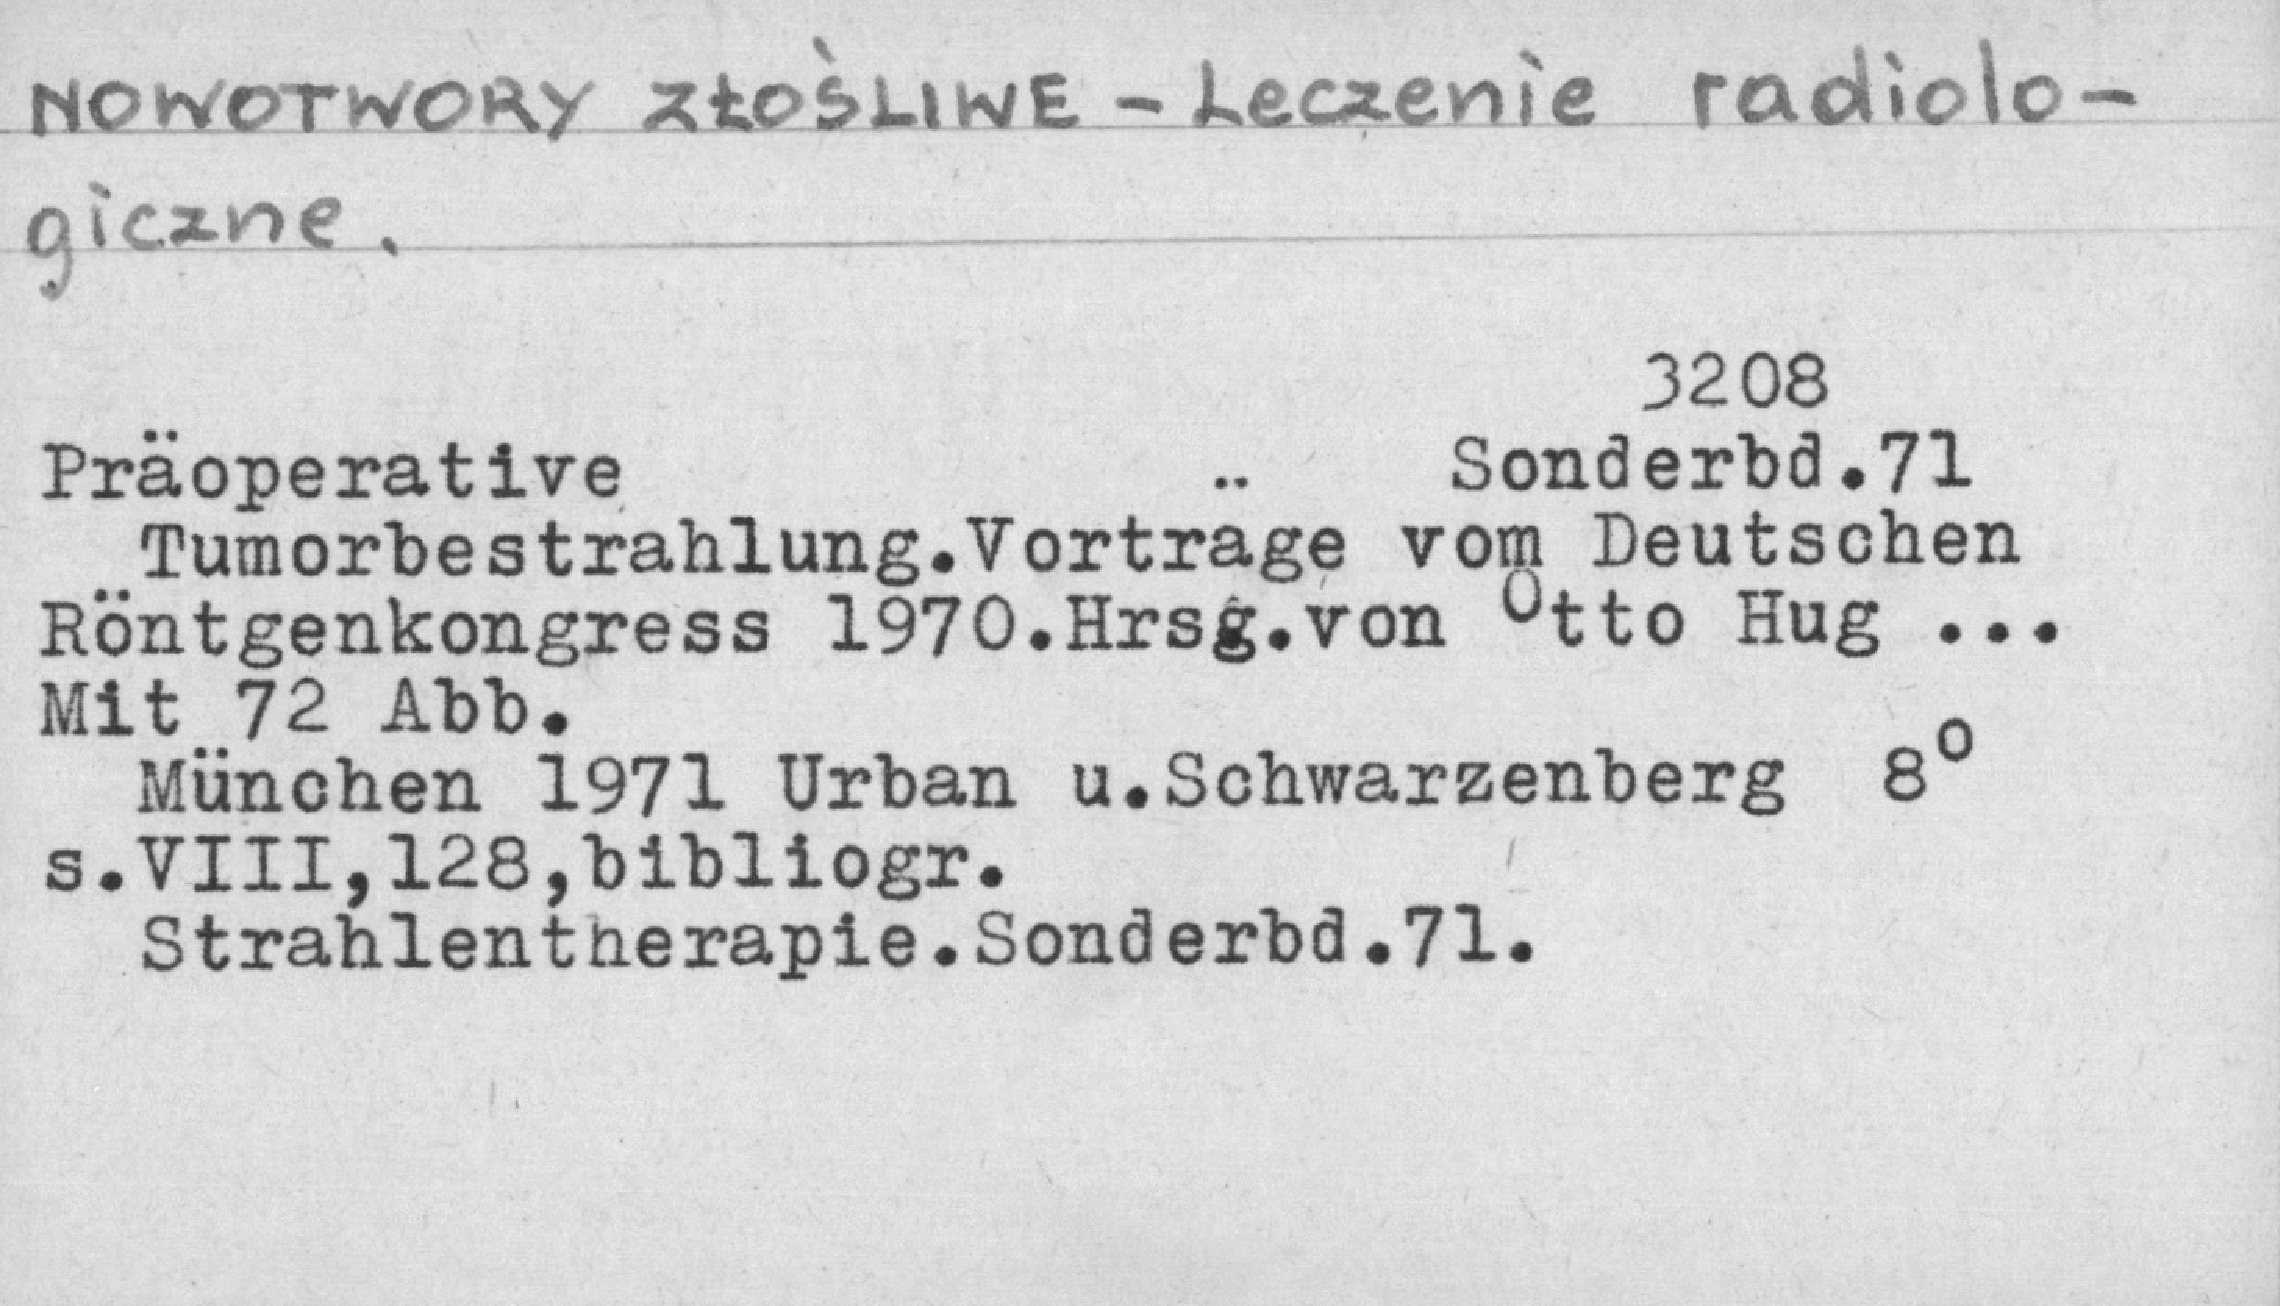 NOWOTWORY ZŁOŚLIWE - Leczenie radiolo-
giczne.
3208
Präoperative Sonderbd.71
Tumorbestrahlung.Vorträge vom Deutschen
Röntgenkongress 1970.Hrsg.von Otto Hug ...
Mit 72 Abb.
München 1971 Urban u.Schwarzenberg 8°
s.VIII,128,bibliogr.
Strahlentherapie.Sonderbd.71.